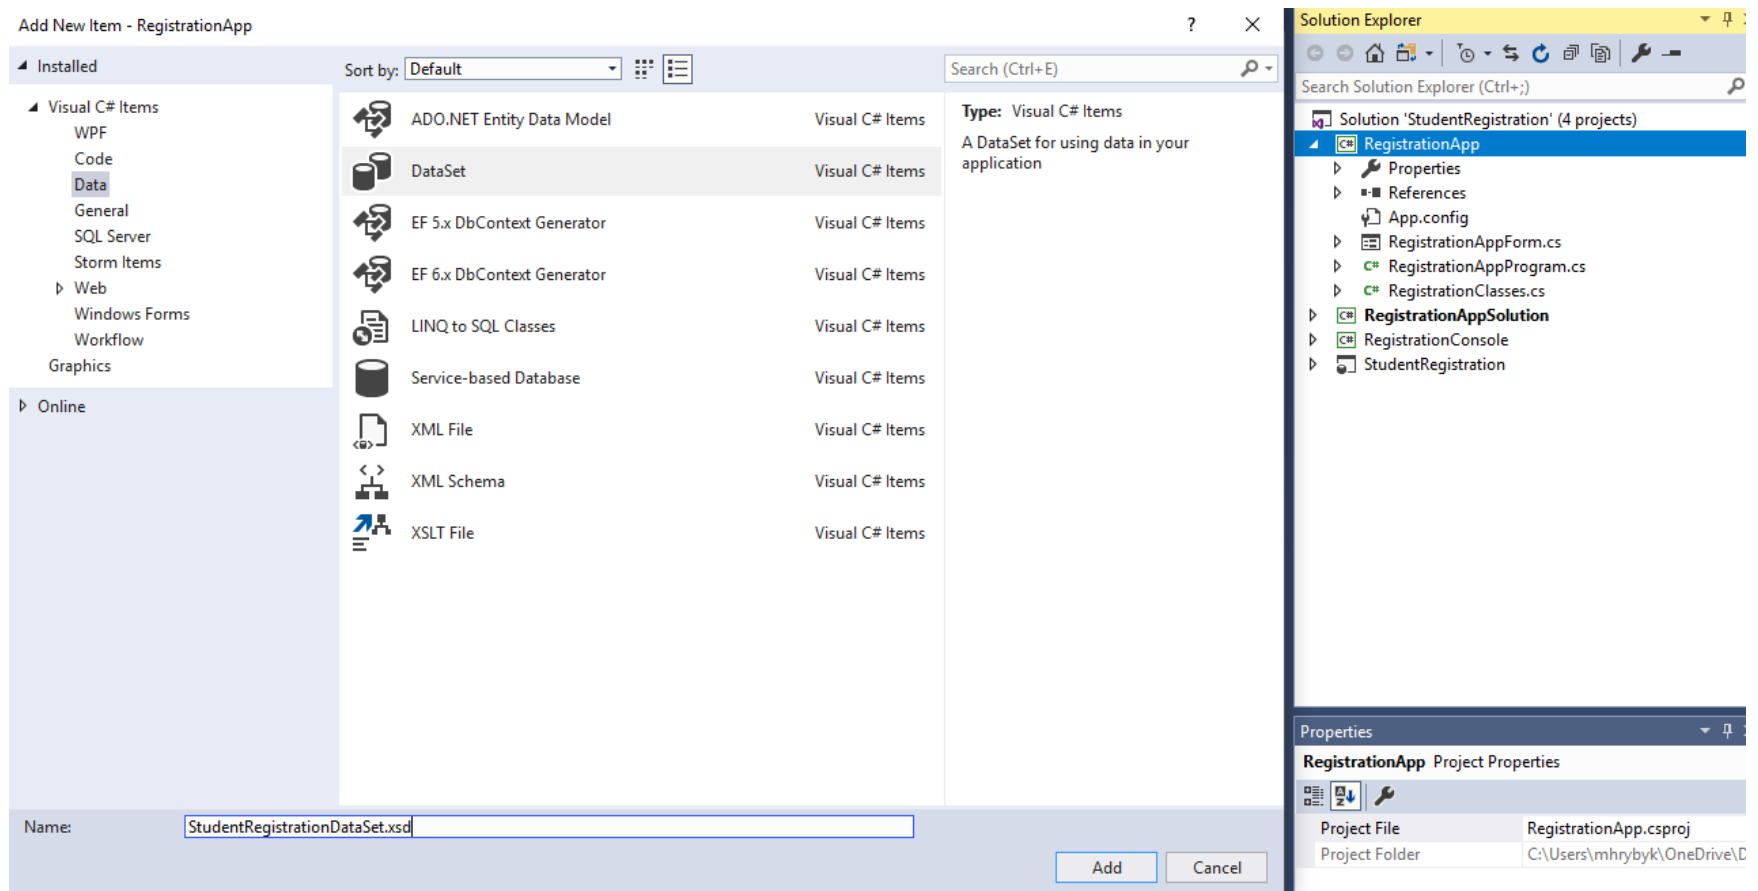 Add New Item - RegistrationApp
?
Installed
Visual C# Items
WPF
Code
Data
General
SQL Server
Storm Items
Web
Windows Forms
Workflow
Graphics
Online
Sort by: Default
Search (Ctrl+E)
ADO.NET Entity Data Model Visual C# Items
DataSet Visual C# Items
EF 5.x DbContext Generator Visual C# Items
EF 6.x DbContext Generator Visual C# Items
LINQ to SQL Classes Visual C# Items
Service-based Database Visual C# Items
XML File Visual C# Items
XML Schema Visual C# Items
XSLT File Visual C# Items
Type: Visual C# Items
A DataSet for using data in your
application
Name: StudentRegistrationDataSet.xsd
Add Cancel
Solution Explorer
Search Solution Explorer (Ctrl+;)
Solution 'StudentRegistration' (4 projects)
C# RegistrationApp
Properties
References
App.config
RegistrationAppForm.cs
C# RegistrationAppProgram.cs
C# RegistrationClasses.cs
C# RegistrationAppSolution
C# RegistrationConsole
StudentRegistration
Properties
RegistrationApp Project Properties
Project File RegistrationApp.csproj
Project Folder C:\Users\mhrybyk\OneDrive\D